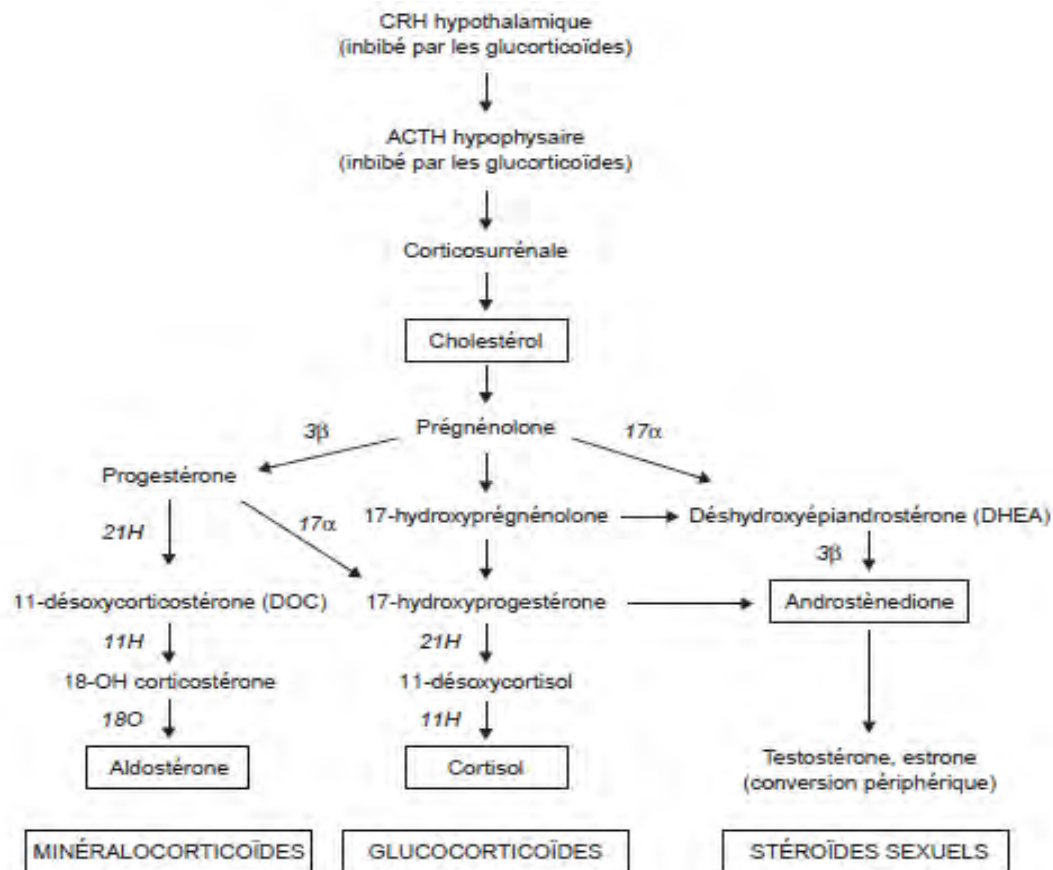 CRH hypothalamique
(inbibé par les glucorticoïdes)
ACTH hypophysaire
(inbibé par les glucorticoïdes)
Corticosurrénale
Cholestérol
3β Prégnénolone 17α
Progestérone
21H 17α 17-hydroxyprégnénolone Déshydroxyépiandrostérone (DHEA)
3β
11-désoxycorticostérone (DOC) 17-hydroxyprogestérone Androstènedione
11H 21H
18-OH corticostérone 11-désoxycortisol
18O 11H
Aldostérone Cortisol Testostérone, estrone
(conversion périphérique)
MINÉRALOCORTICOÏDES GLUCOCORTICOÏDES STÉROÏDES SEXUELS